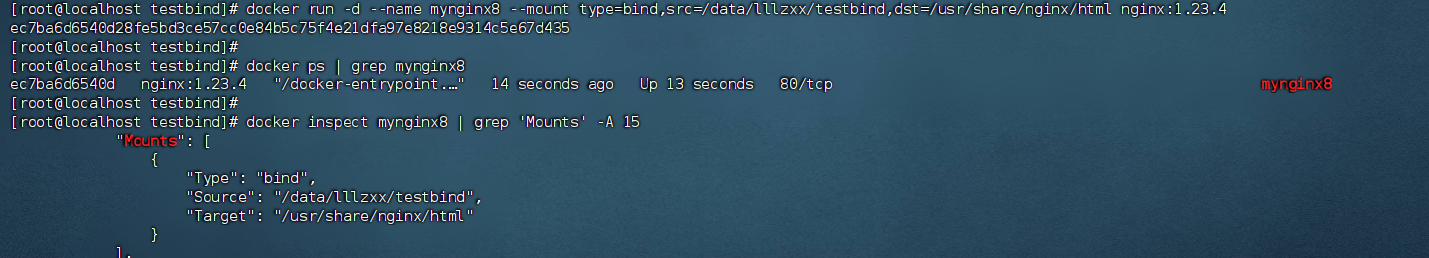 [root@localhost testbind]# docker run -d --name mynginx8 --mount type=bind,src=/data/lllzxx/testbind,dst=/usr/share/nginx/html nginx:1.23.4
ec7ba6d6540d28fe5bd3ce57cc0e84b5c75f4e21dfa97e8218e9314c5e67d435
[root@localhost testbind]#
[root@localhost testbind]# docker ps | grep mynginx8
ec7ba6d6540d   nginx:1.23.4   "/docker-entrypoint.…"   14 seconds ago   Up 13 seconds   80/tcp   mynginx8
[root@localhost testbind]#
[root@localhost testbind]# docker inspect mynginx8 | grep 'Mounts' -A 15
"Mounts": [
{
"Type": "bind",
"Source": "/data/lllzxx/testbind",
"Target": "/usr/share/nginx/html"
}
],